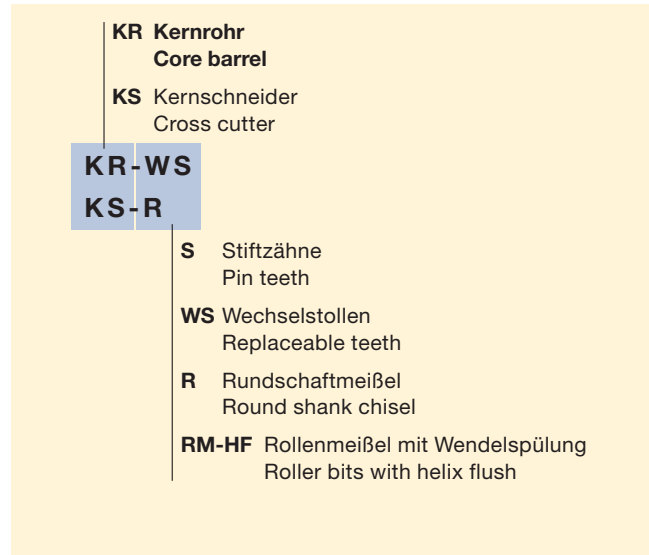 KR Kernrohr
Core barrel
KS Kernschneider
Cross cutter
KR-WS
KS-R
S Stiftzähne
Pin teeth
WS Wechselstollen
Replaceable teeth
R Rundschaftmeißel
Round shank chisel
RM-HF Rollenmeißel mit Wendelspülung
Roller bits with helix flush